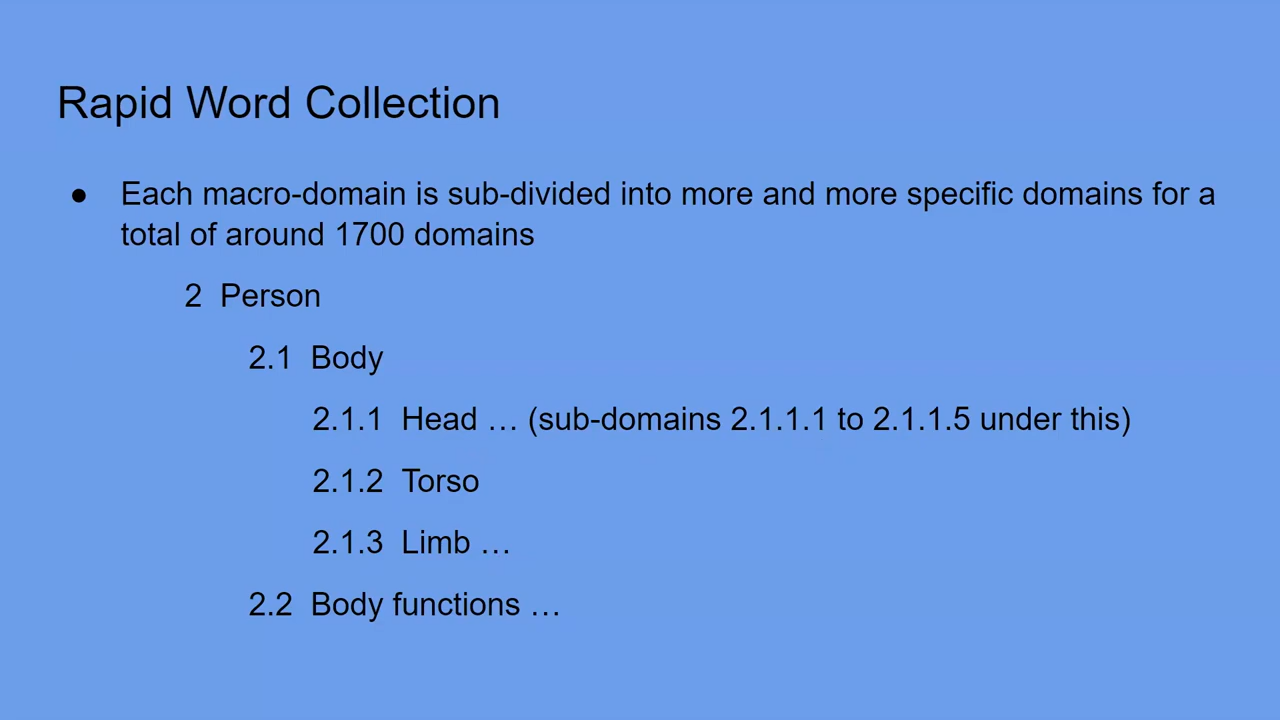 Rapid Word Collection
● Each macro-domain is sub-divided into more and more specific domains for a
total of around 1700 domains
2 Person
2.1 Body
2.1.1 Head … (sub-domains 2.1.1.1 to 2.1.1.5 under this)
2.1.2 Torso
2.1.3 Limb …
2.2 Body functions …